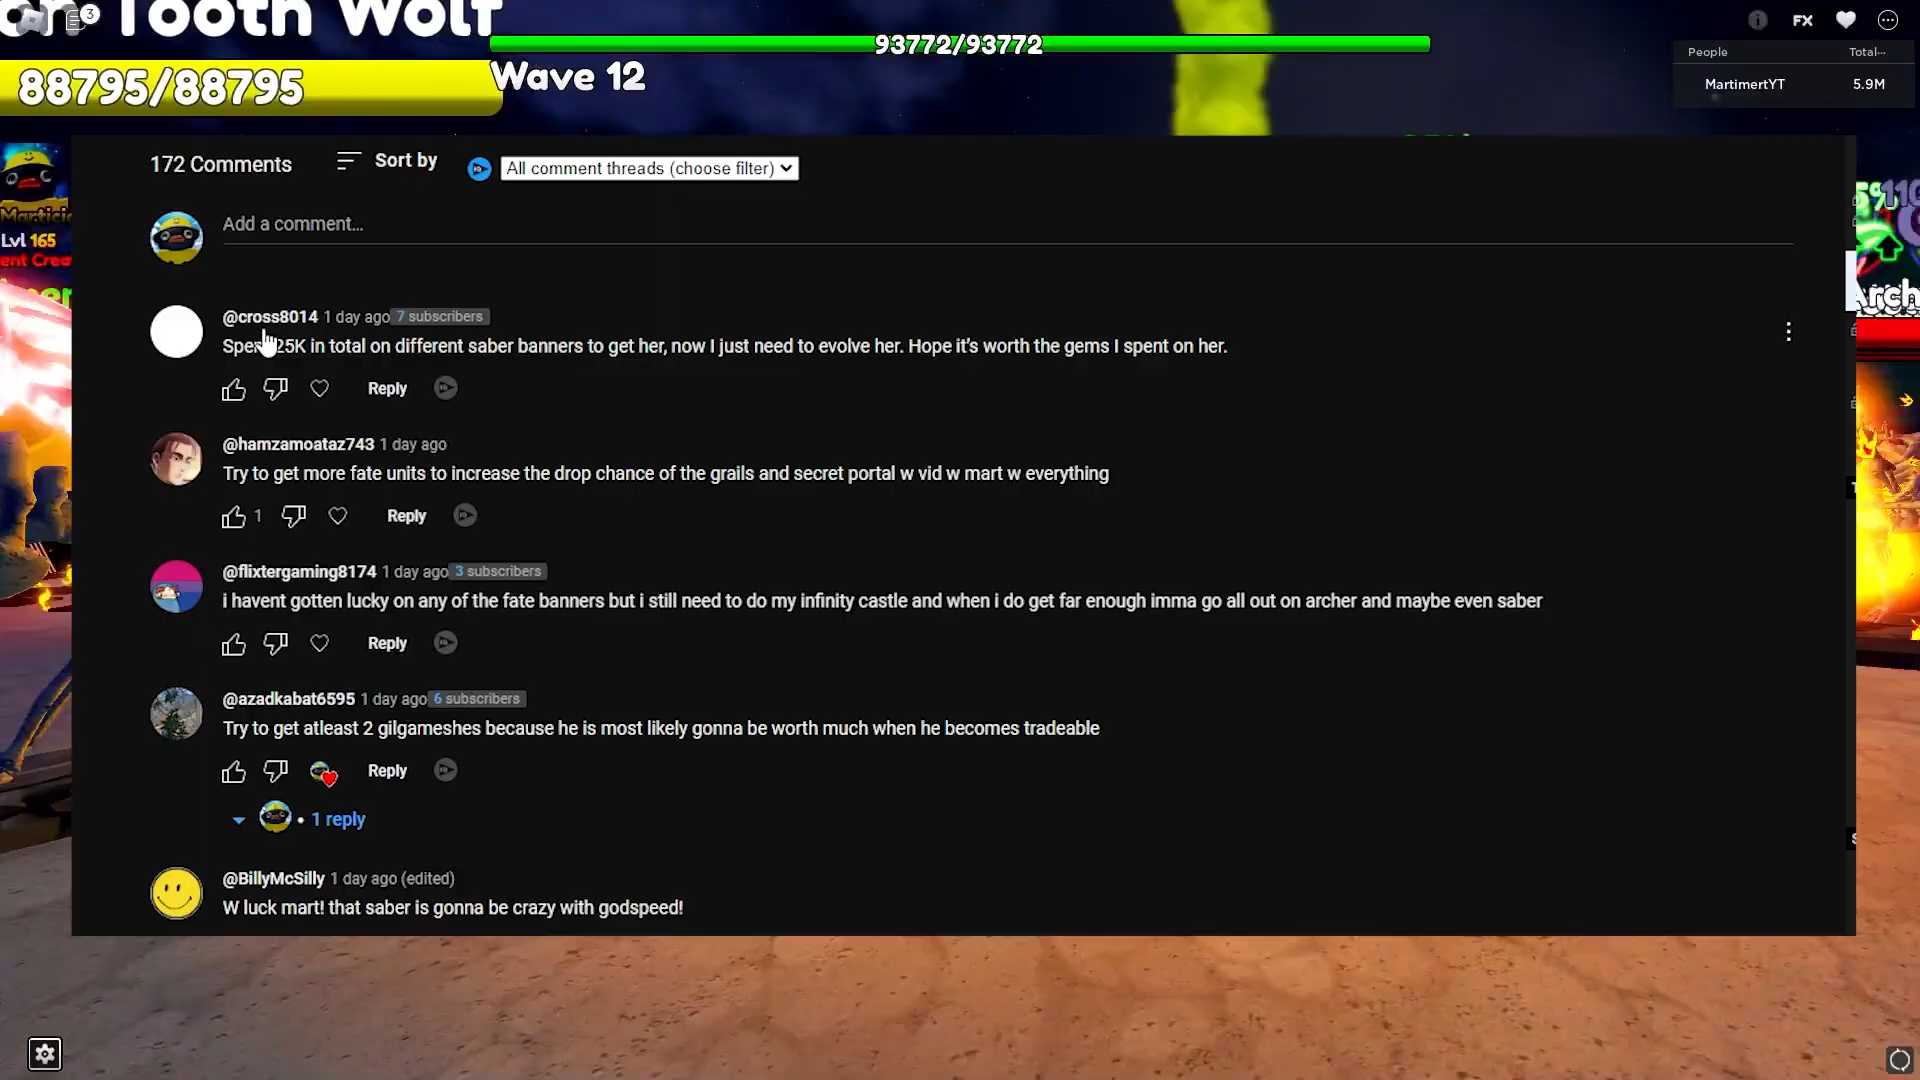 Tooth Wolf
3
93772/93772
88795/88795
Wave 12
FX
People Total...
MartimertYT 5.9M
172 Comments
Sort by
All comment threads (choose filter)
Add a comment...
Lvl 165
@cross8014 1 day ago 7 subscribers
25K in total on different saber banners to get her, now I just need to evolve her. Hope it's worth the gems I spent on her.
Reply
@hamzamoataz743 1 day ago
Try to get more fate units to increase the drop chance of the grails and secret portal w vid w mart w everything
1 Reply
@flixtergaming8174 1 day ago 3 subscribers
i havent gotten lucky on any of the fate banners but i still need to do my infinity castle and when i do get far enough imma go all out on archer and maybe even saber
Reply
@azadkabat6595 1 day ago 6 subscribers
Try to get atleast 2 gilgameshes because he is most likely gonna be worth much when he becomes tradeable
Reply
• 1 reply
@BillyMcSilly 1 day ago (edited)
W luck mart! that saber is gonna be crazy with godspeed!